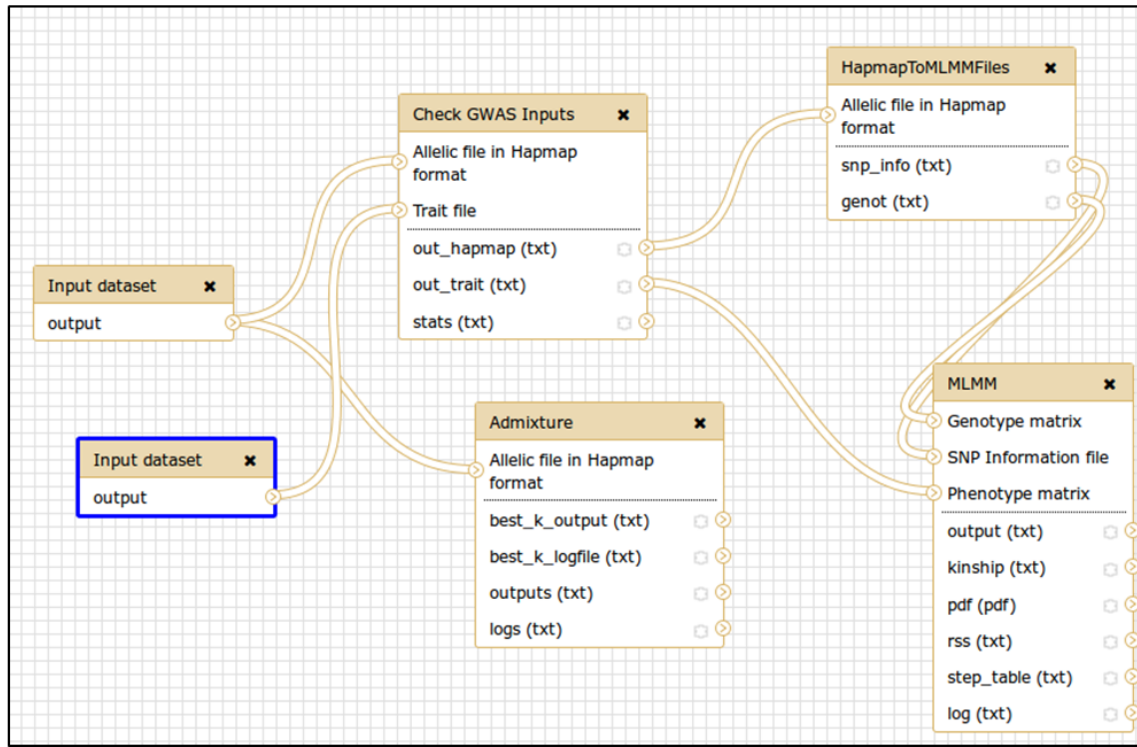 Input dataset
output
Input dataset
output
Check GWAS Inputs
Allelic file in Hapmap
format
Trait file
out_hapmap (txt)
out_trait (txt)
stats (txt)
Admixture
Allelic file in Hapmap
format
best_k_output (txt)
best_k_logfile (txt)
outputs (txt)
logs (txt)
HapmapToMLMMFiles
Allelic file in Hapmap
format
snp_info (txt)
genot (txt)
MLMM
Genotype matrix
SNP Information file
Phenotype matrix
output (txt)
kinship (txt)
pdf (pdf)
rss (txt)
step_table (txt)
log (txt)